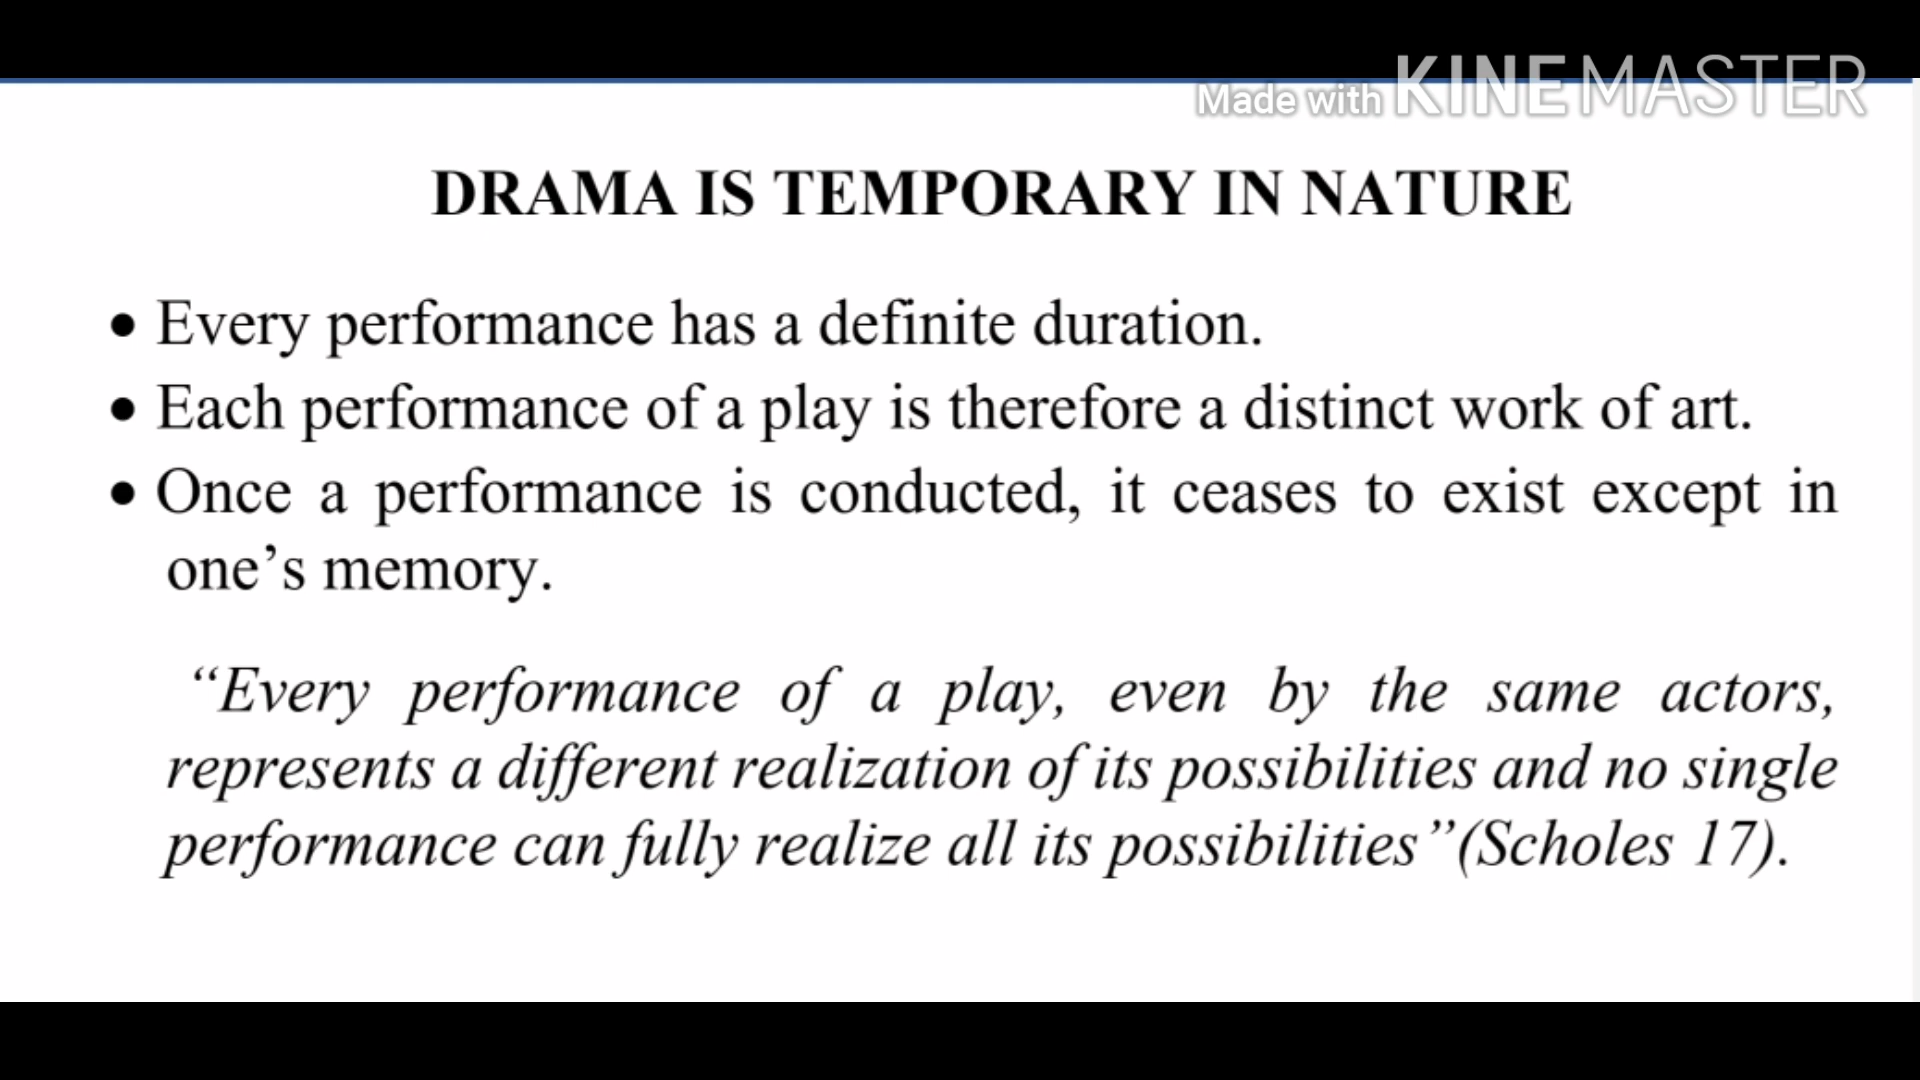 Made with KINEMASTER
DRAMA IS TEMPORARY IN NATURE
• Every performance has a definite duration.
• Each performance of a play is therefore a distinct work of art.
• Once a performance is conducted, it ceases to exist except in
one’s memory.
“Every performance of a play, even by the same actors,
represents a different realization of its possibilities and no single
performance can fully realize all its possibilities”(Scholes 17).